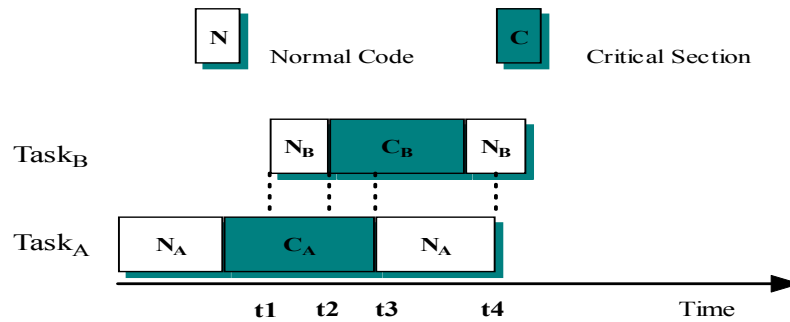 N Normal Code C Critical Section
Task_B N_B C_B N_B
Task_A N_A C_A N_A
t1 t2 t3 t4 Time